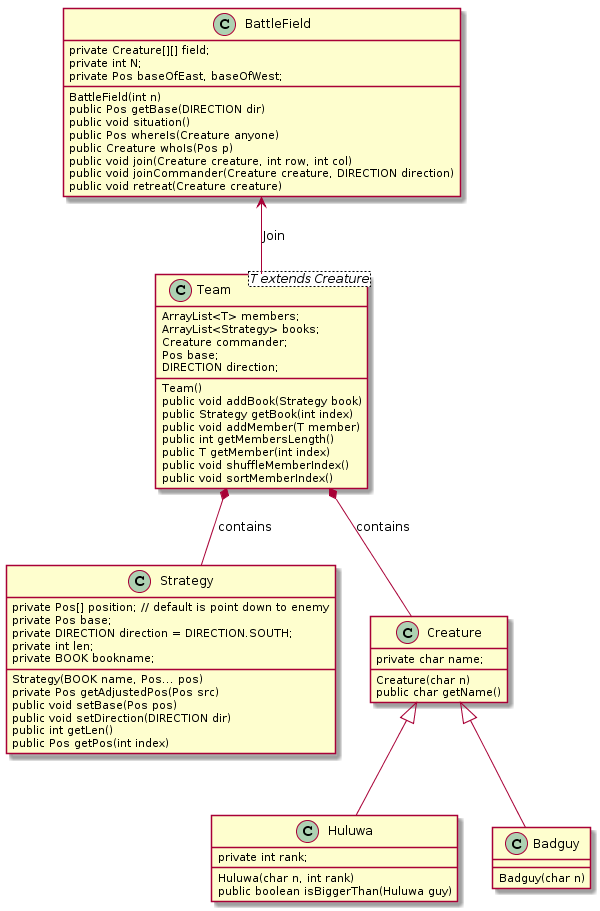 C BattleField
private Creature[][] field;
private int N;
private Pos baseOfEast, baseOfWest;
BattleField(int n)
public Pos getBase(DIRECTION dir)
public void situation()
public Pos whereIs(Creature anyone)
public Creature whoIs(Pos p)
public void join(Creature creature, int row, int col)
public void joinCommander(Creature creature, DIRECTION direction)
public void retreat(Creature creature)
Join
T extends Creature
C Team
ArrayList<T> members;
ArrayList<Strategy> books;
Creature commander;
Pos base;
DIRECTION direction;
Team()
public void addBook(Strategy book)
public Strategy getBook(int index)
public void addMember(T member)
public int getMembersLength()
public T getMember(int index)
public void shuffleMemberIndex()
public void sortMemberIndex()
contains
contains
C Strategy
private Pos[] position; // default is point down to enemy
private Pos base;
private DIRECTION direction = DIRECTION.SOUTH;
private int len;
private BOOK bookname;
Strategy(BOOK name, Pos... pos)
private Pos getAdjustedPos(Pos src)
public void setBase(Pos pos)
public void setDirection(DIRECTION dir)
public int getLen()
public Pos getPos(int index)
C Creature
private char name;
Creature(char n)
public char getName()
C Huluwa
private int rank;
Huluwa(char n, int rank)
public boolean isBiggerThan(Huluwa guy)
C Badguy
Badguy(char n)